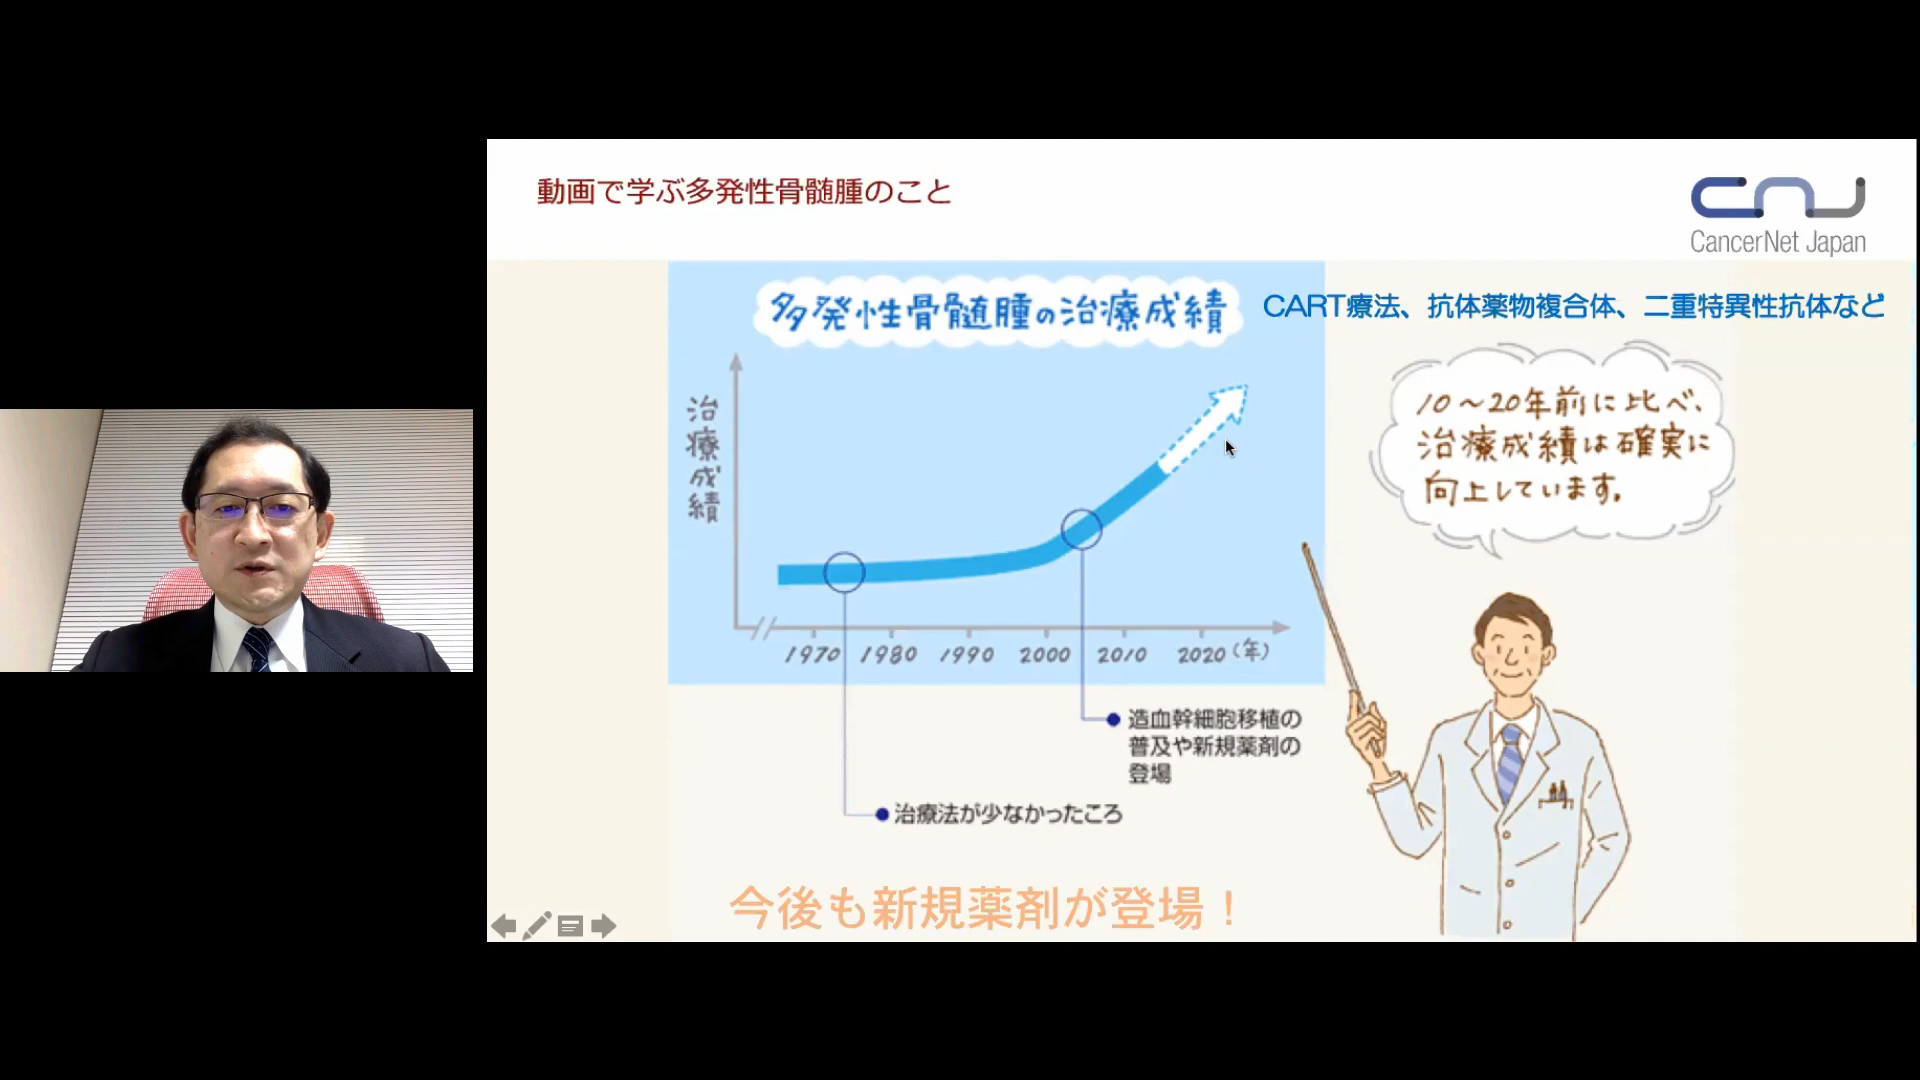 動画で学ぶ多発性骨髄腫のこと
CNJ
CancerNet Japan
多発性骨髄腫の治療成績
CART療法、抗体薬物複合体、二重特異性抗体など
10～20年前に比べ、
治療成績は確実に
向上しています。
治療成績
1970 1980 1990 2000 2010 2020(年)
●造血幹細胞移植の
普及や新規薬剤の
登場
●治療法が少なかったころ
今後も新規薬剤が登場！